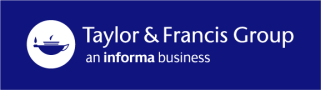 Taylor & Francis Group
an informa business